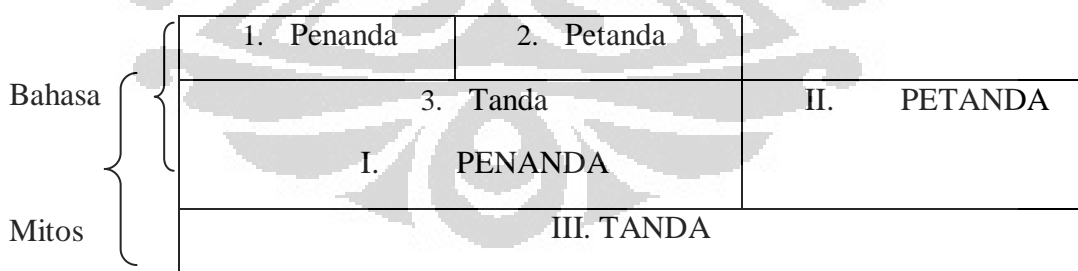 1. Penanda 2. Petanda
Bahasa 3. Tanda II. PETANDA
I. PENANDA
Mitos III. TANDA